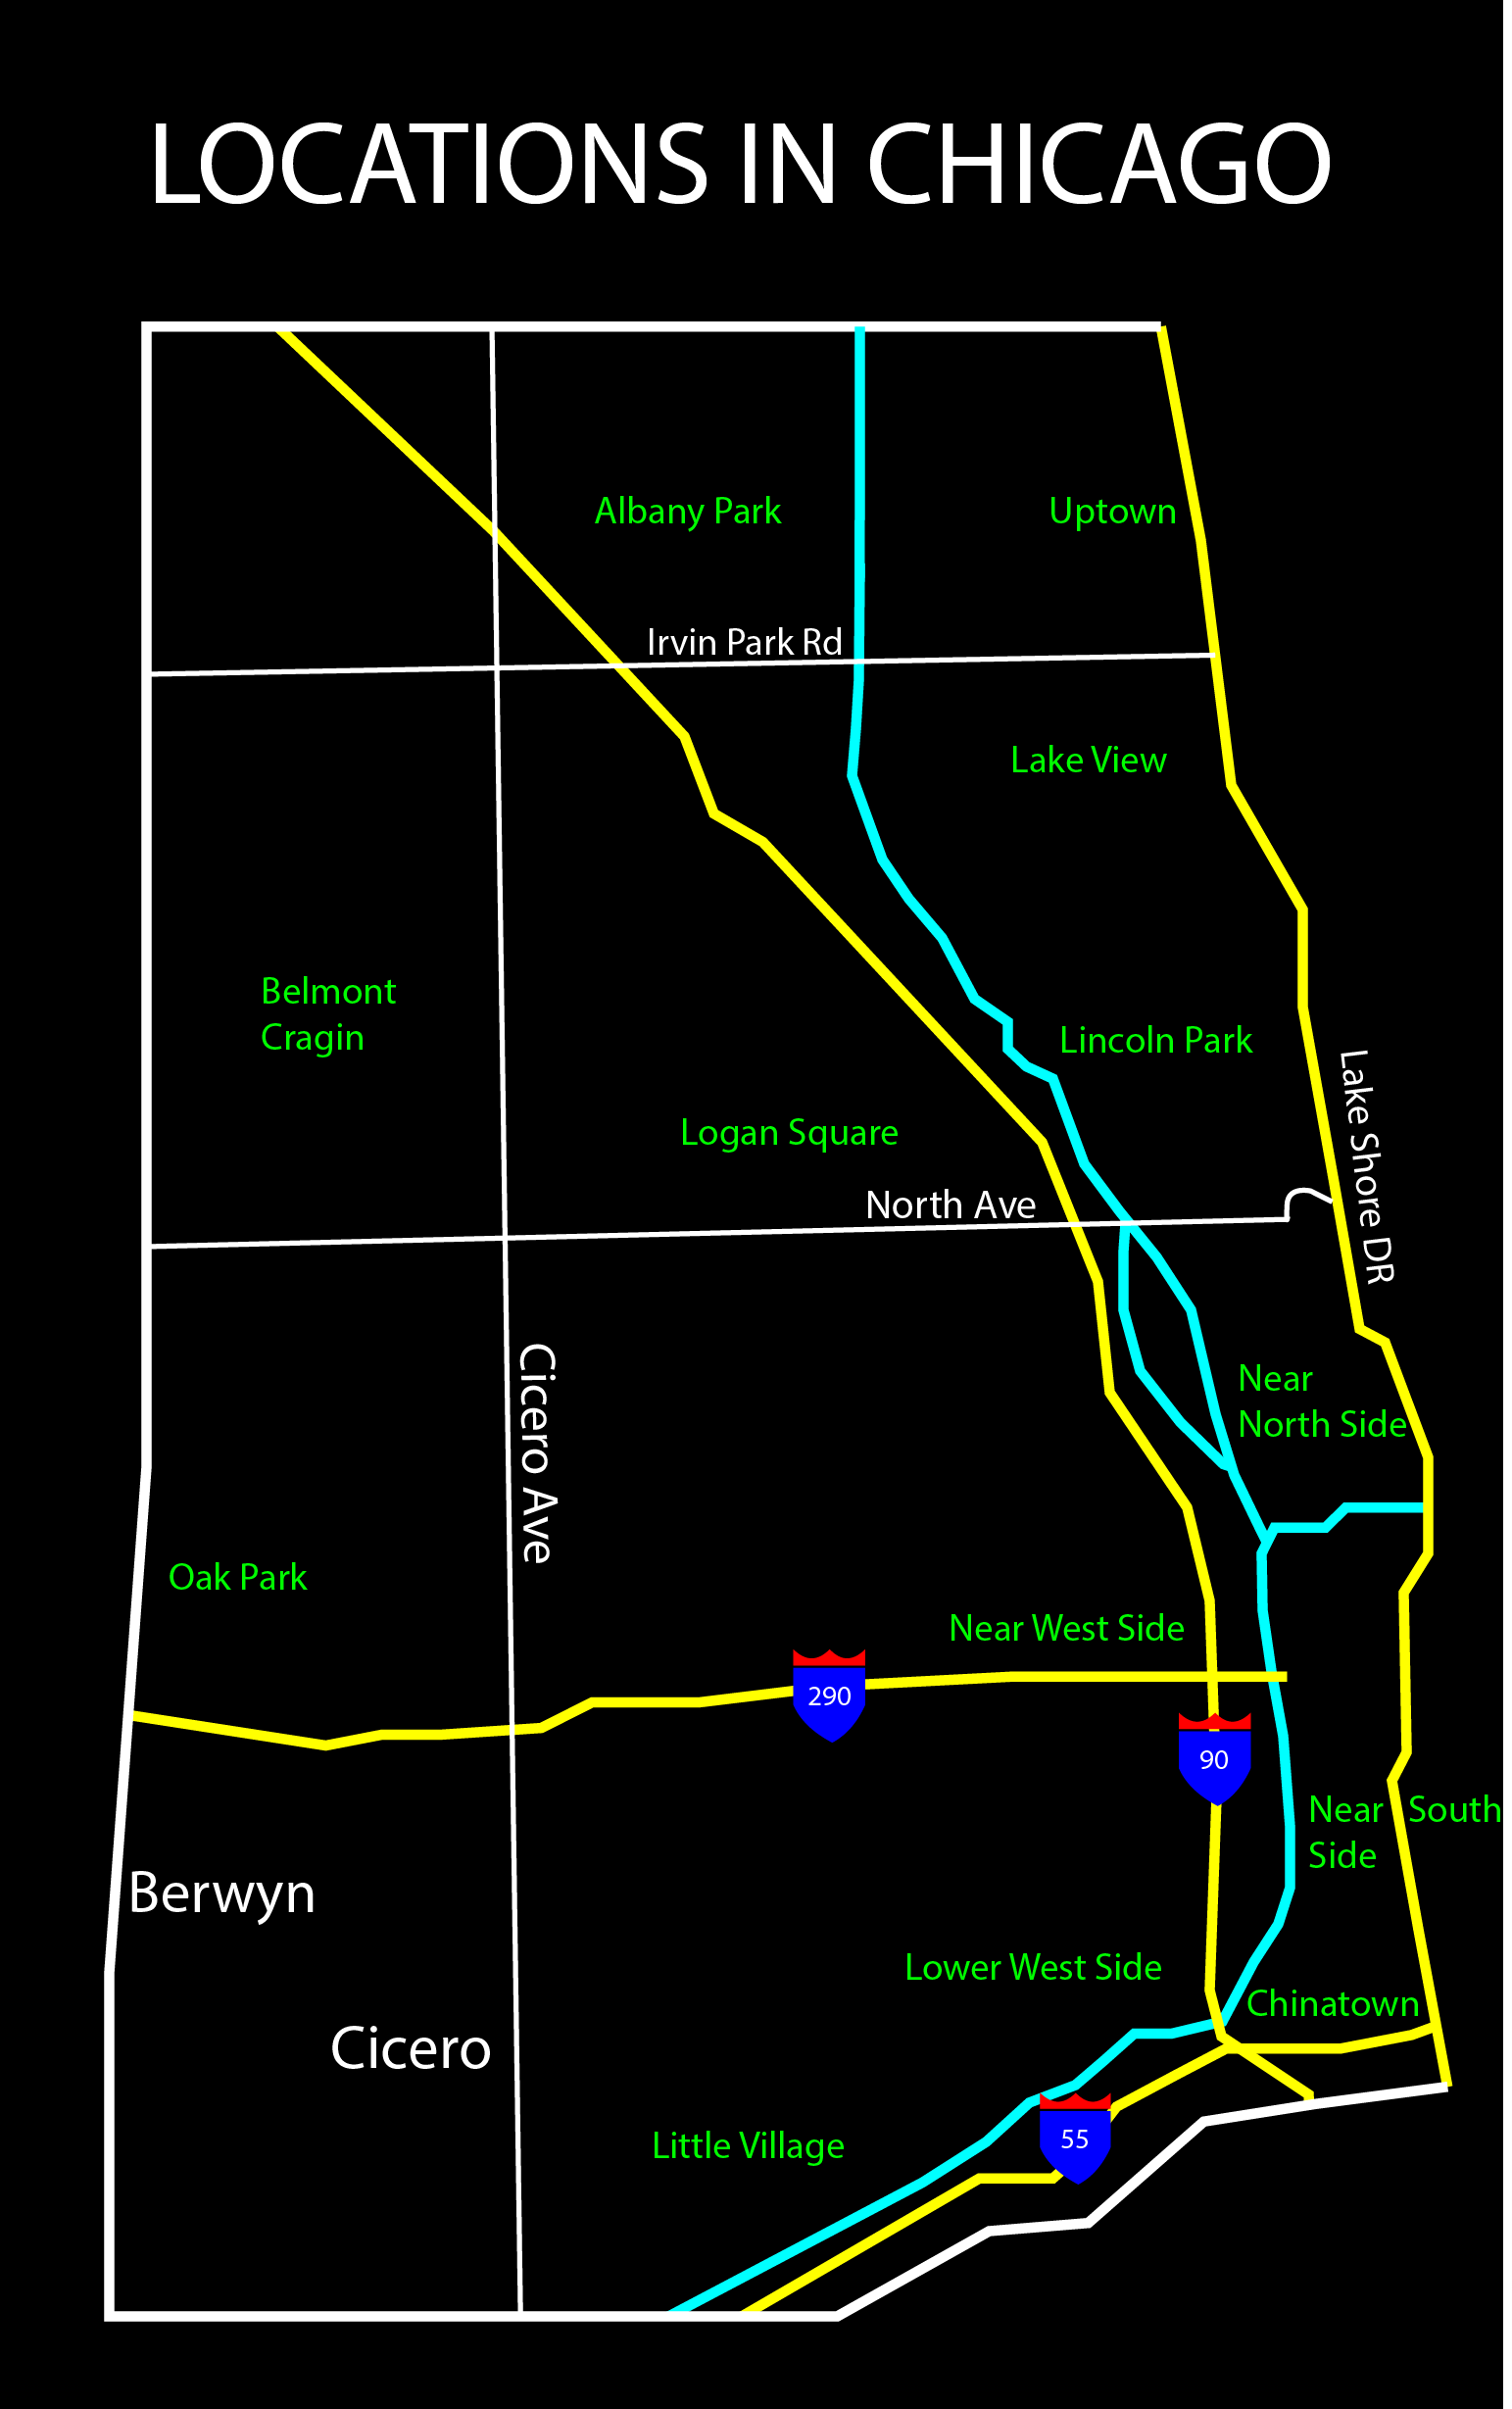 LOCATIONS IN CHICAGO
Albany Park
Uptown
Irvin Park Rd
Lake View
Belmont
Cragin
Lincoln Park
Lake Shore DR
Logan Square
North Ave
Cicero Ave
Near
North Side
Oak Park
Near West Side
290
90
Near South
Side
Berwyn
Lower West Side
Chinatown
Cicero
55
Little Village